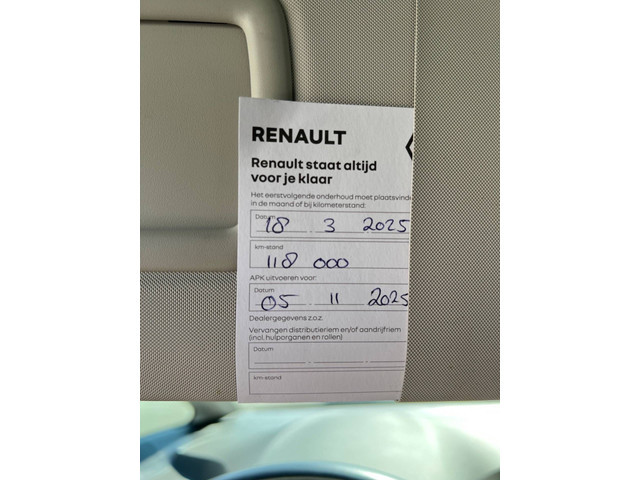 RENAULT
Renault staat altijd
voor je klaar
Het eerstvolgende onderhoud moet plaatsvind
in de maand of bij kilometerstand:
Datum
18 3 2025
km-stand
118 000
APK uitvoeren voor:
Datum
05 11 2025
Dealergegevens z.o.z.
Vervangen distributieriem en/of aandrijfriem
(incl. hulporganen en rollen)
Datum
km-stand